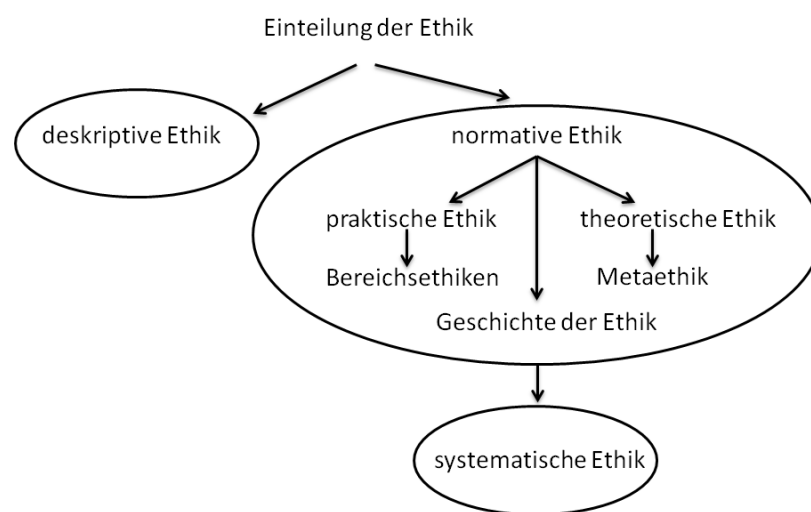 Einteilung der Ethik
deskriptive Ethik
normative Ethik
praktische Ethik
theoretische Ethik
Bereichsethiken
Metaethik
Geschichte der Ethik
systematische Ethik